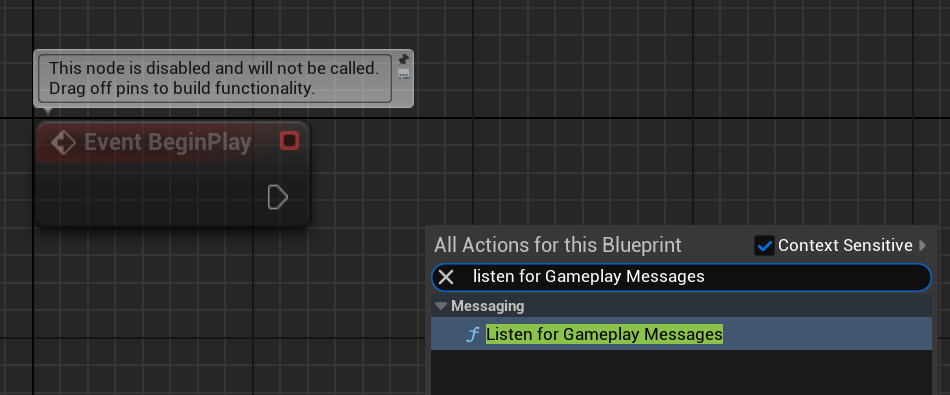 This node is disabled and will not be called.
Drag off pins to build functionality.
Event BeginPlay
All Actions for this Blueprint
Context Sensitive
listen for Gameplay Messages
Messaging
Listen for Gameplay Messages